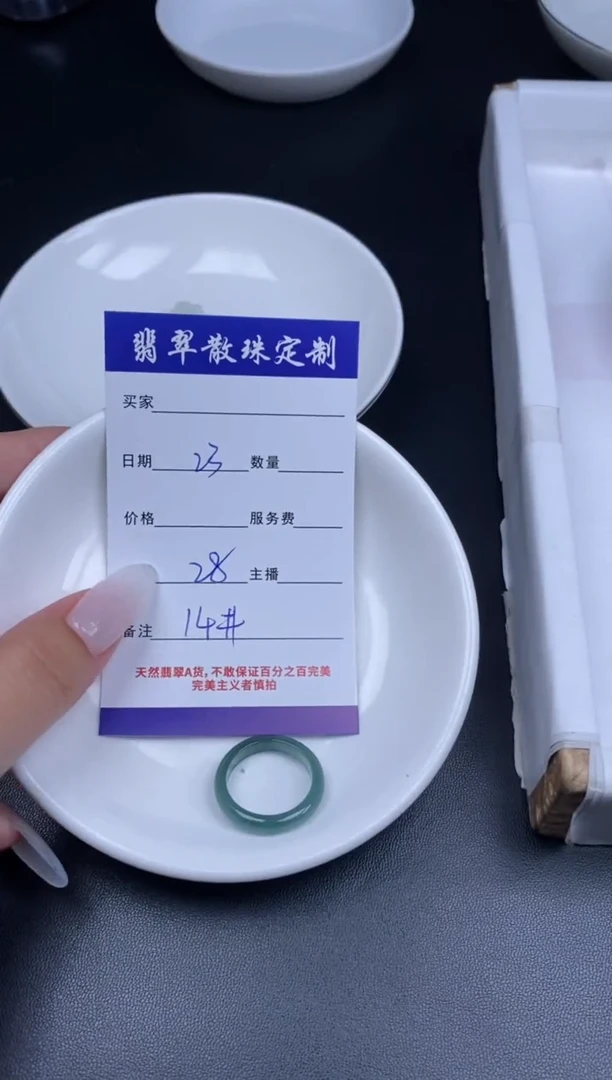 翡翠散珠定制
买家
日期 23 数量
价格 服务费
28 主播
备注 14#
天然翡翠A货,不敢保证百分之百完美
完美主义者慎拍